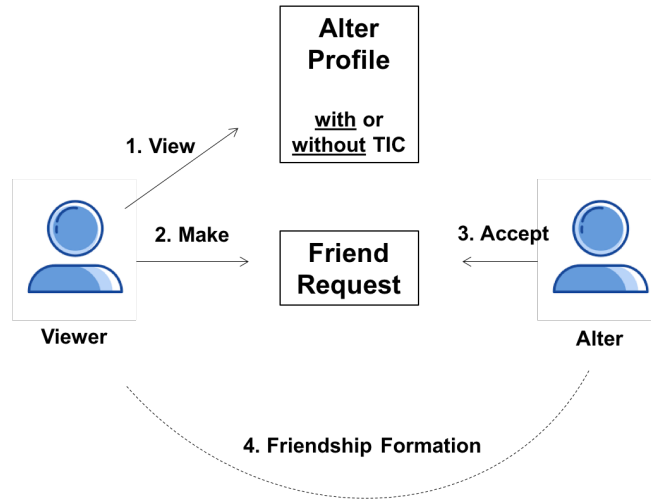 Alter
Profile
with or
without TIC
1. View
2. Make
3. Accept
Friend
Request
Viewer
Alter
4. Friendship Formation